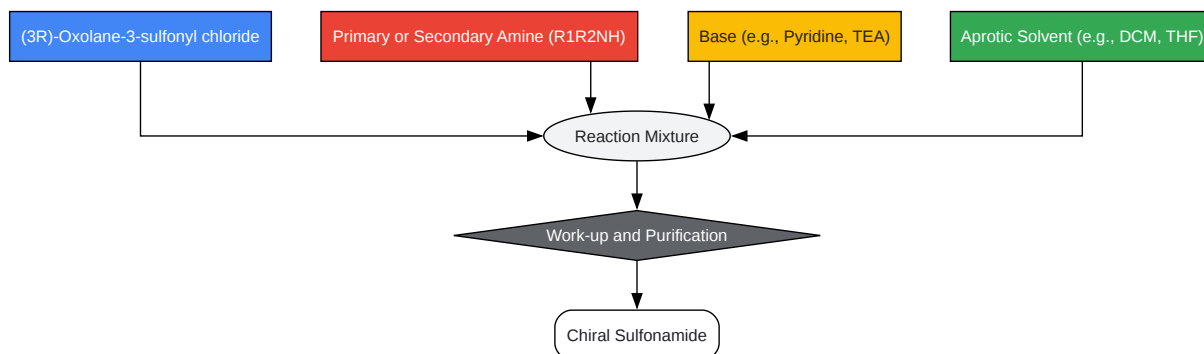 (3R)-Oxolane-3-sulfonyl chloride
Primary or Secondary Amine (R1R2NH)
Base (e.g., Pyridine, TEA)
Aprotic Solvent (e.g., DCM, THF)
Reaction Mixture
Work-up and Purification
Chiral Sulfonamide